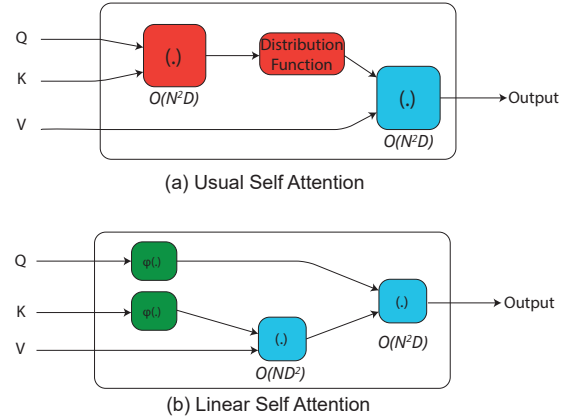 Q
K
V
(.)
O(N²D)
Distribution
Function
(.)
O(N²D)
Output
(a) Usual Self Attention
Q
K
V
φ(.)
φ(.)
(.)
O(ND²)
(.)
O(N²D)
Output
(b) Linear Self Attention